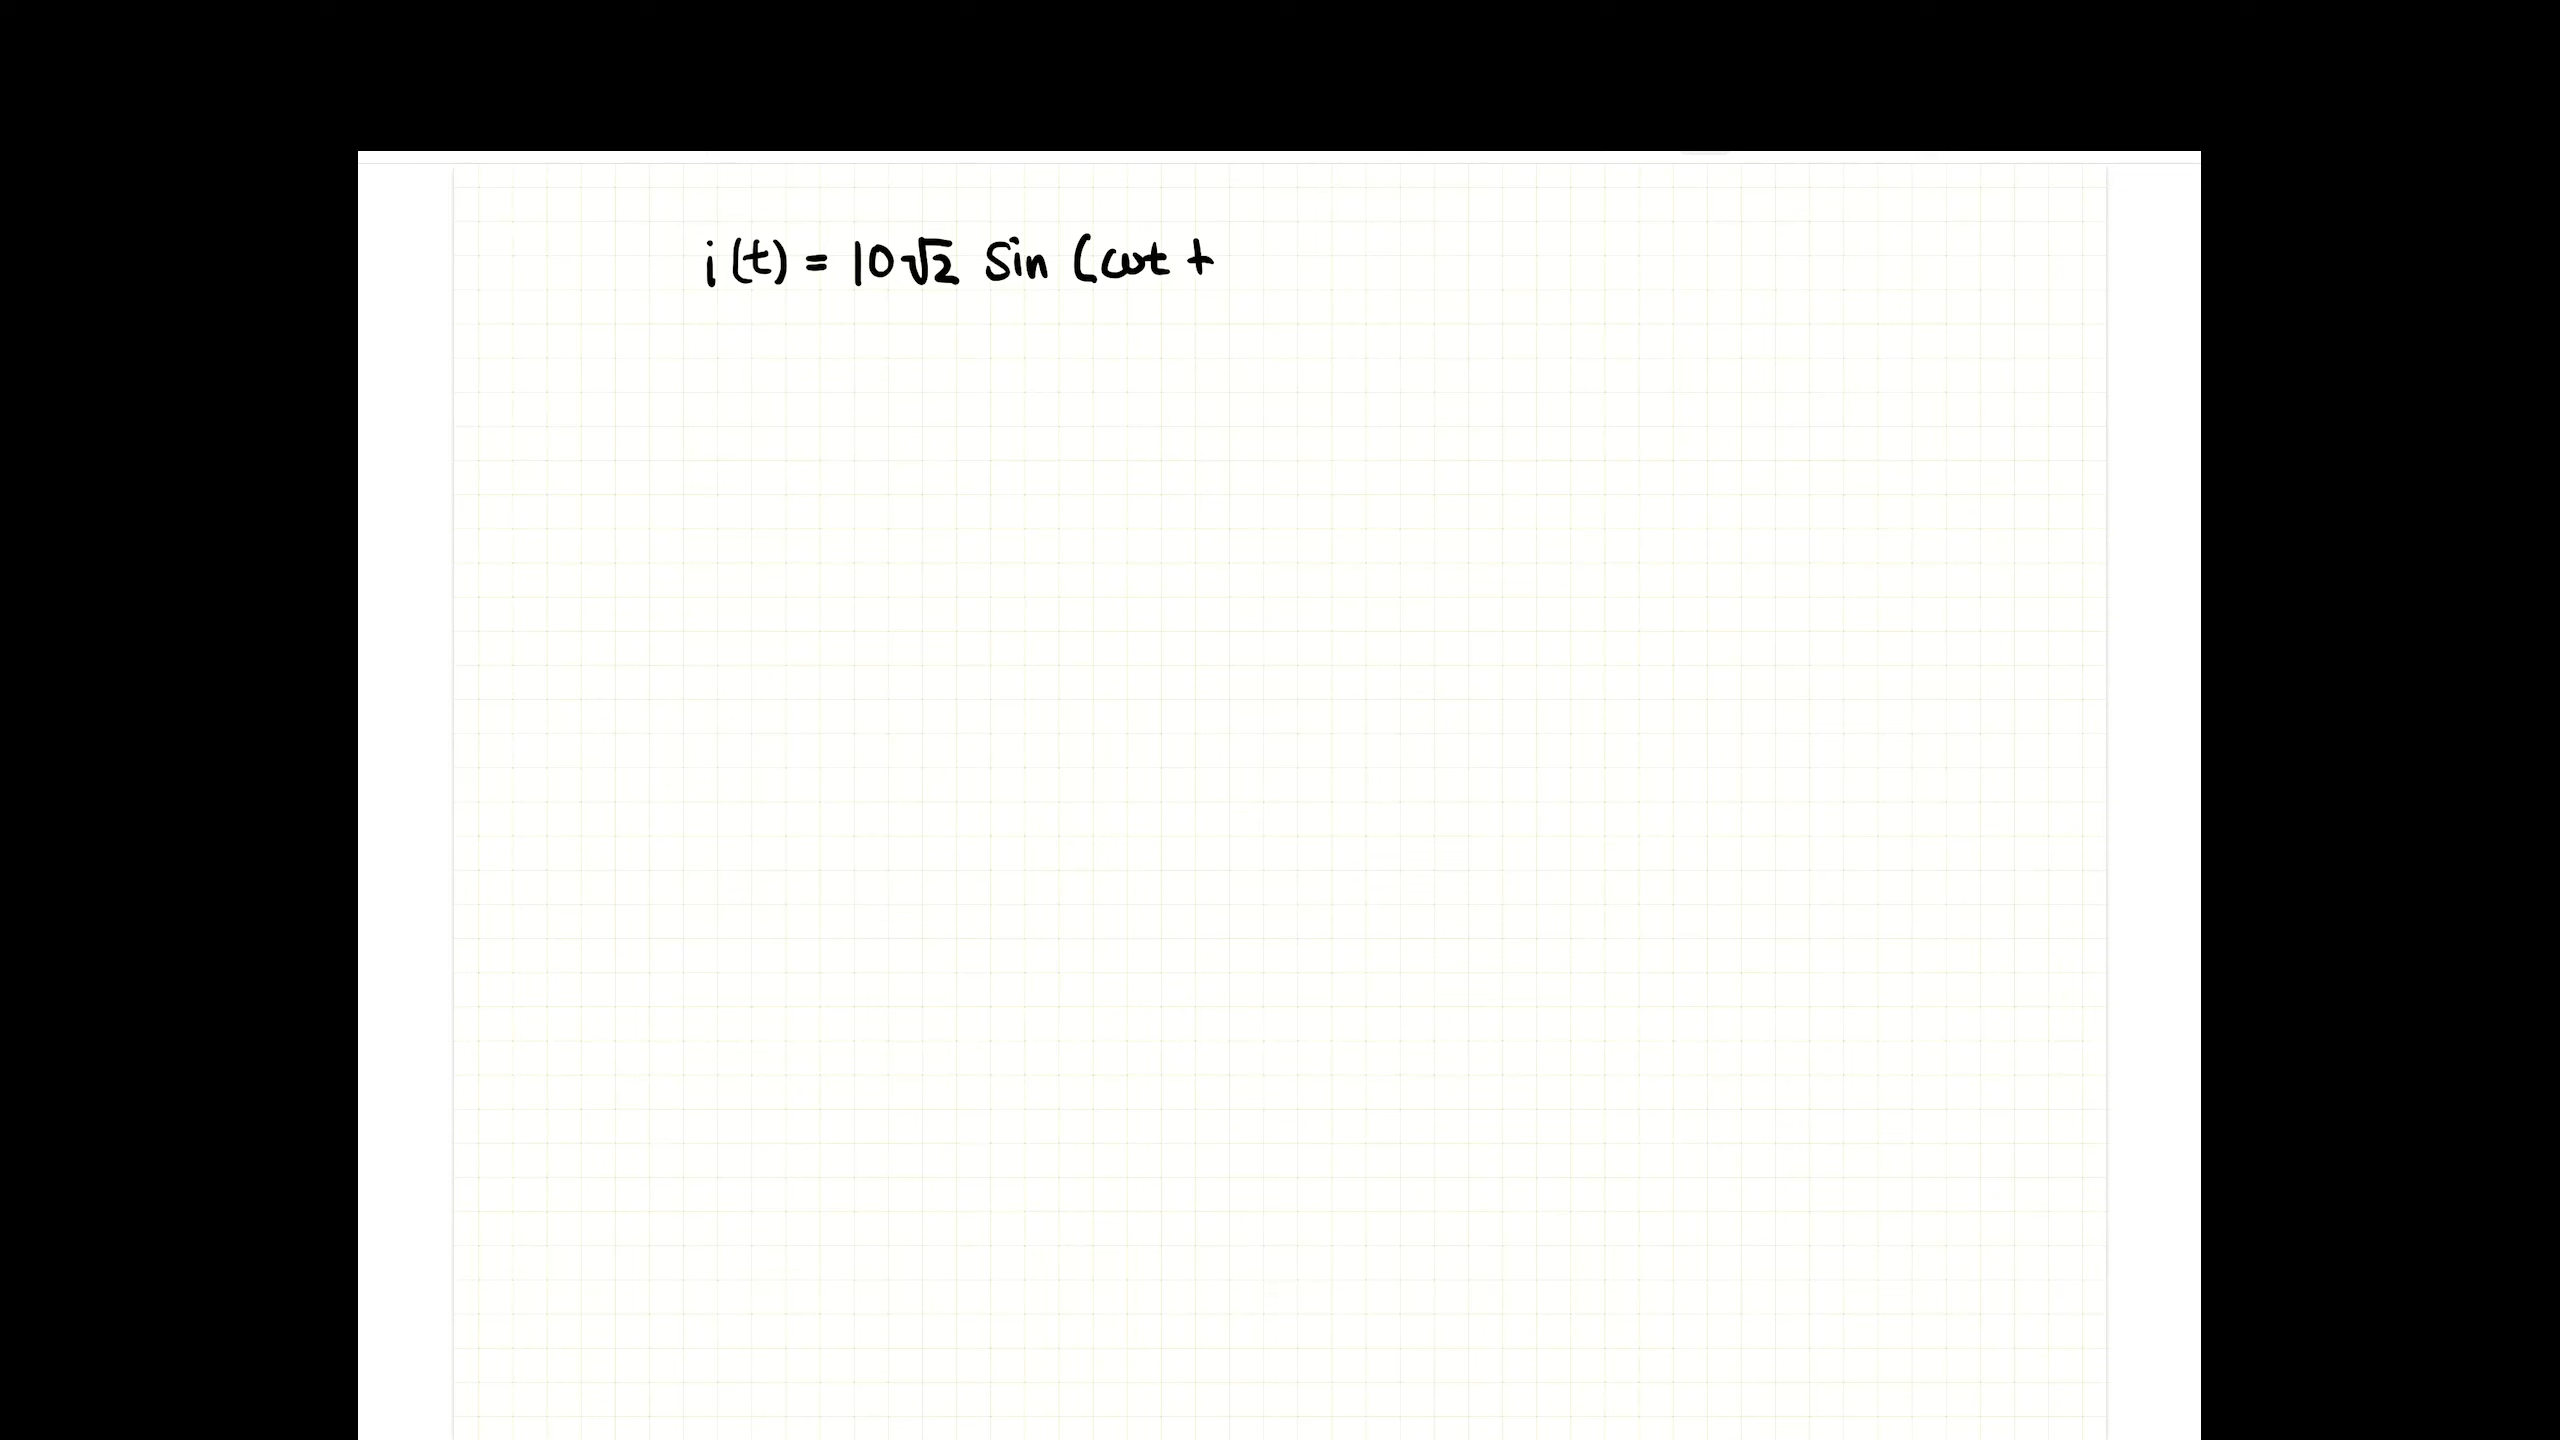 i(t) = 10√2 sin (ωt +